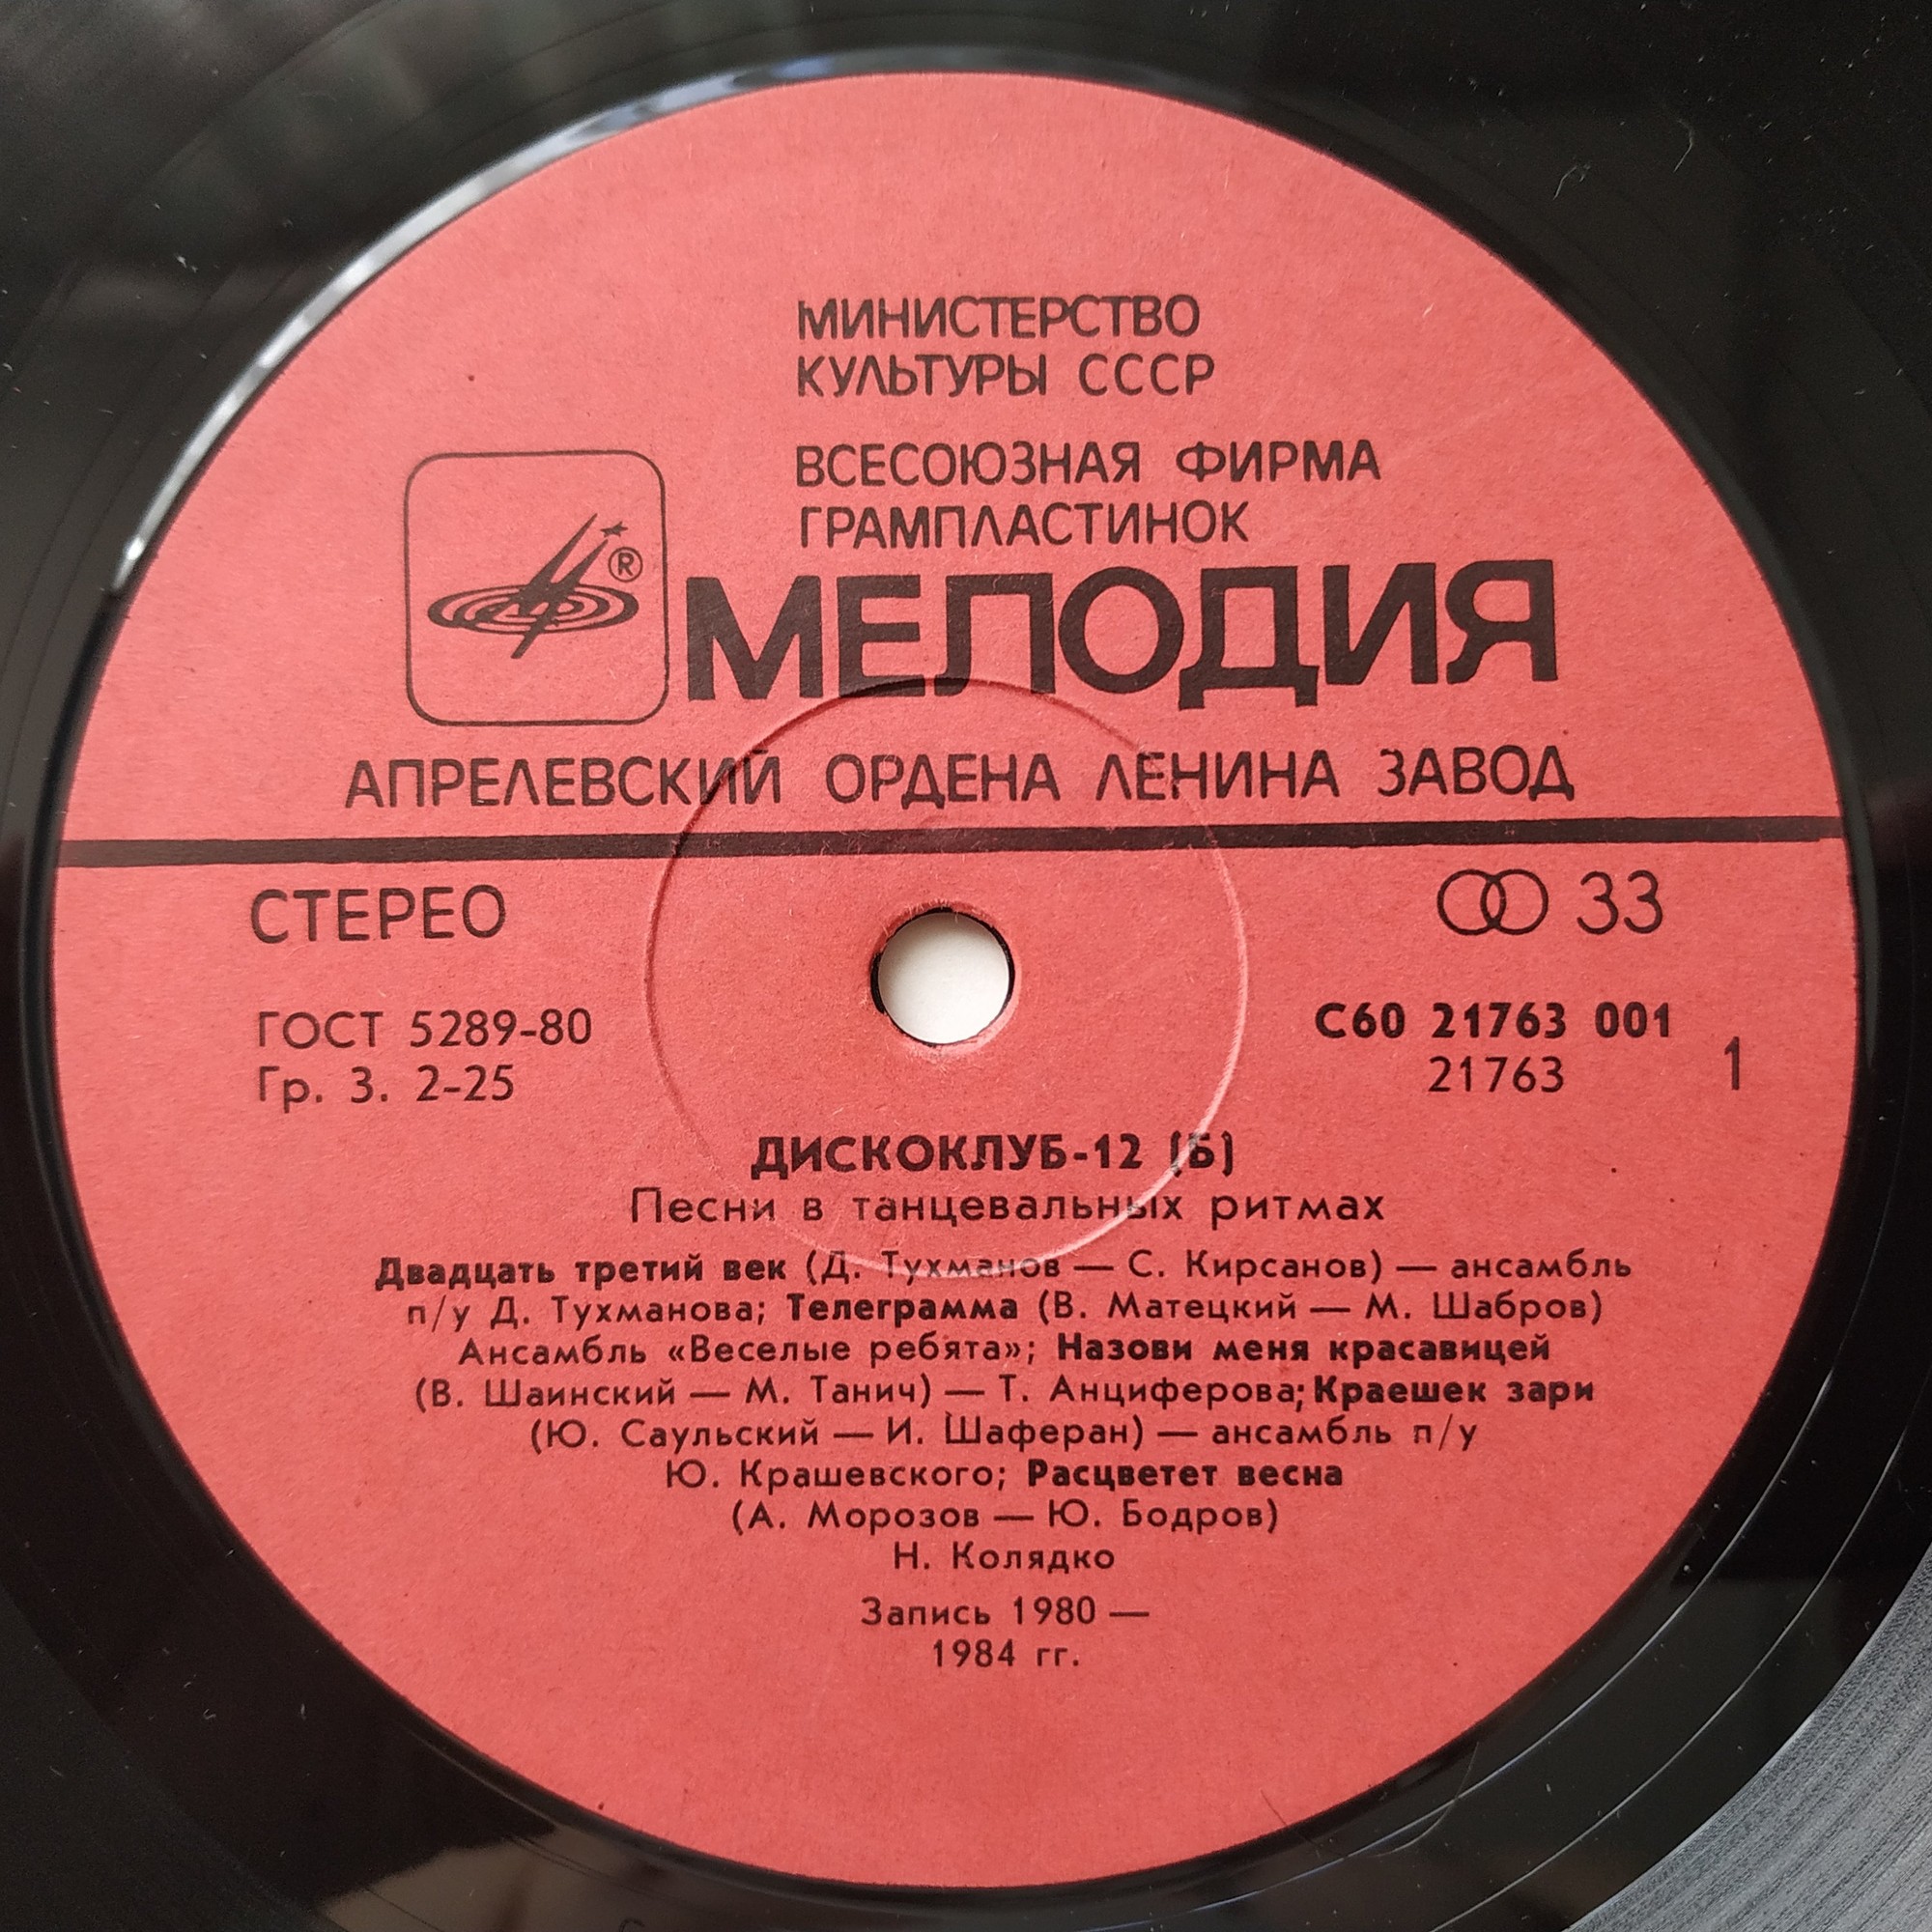 МИНИСТЕРСТВО
КУЛЬТУРЫ СССР
ВСЕСОЮЗНАЯ ФИРМА
ГРАМПЛАСТИНОК
®
МЕЛОДИЯ
АПРЕЛЕВСКИЙ ОРДЕНА ЛЕНИНА ЗАВОД
СТЕРЕО
33
ГОСТ 5289-80
Гр. 3. 2-25
С60 21763 001
21763
1
ДИСКОКЛУБ-12 (Б)
Песни в танцевальных ритмах
Двадцать третий век (Д. Тухманов — С. Кирсанов) — ансамбль
п/у Д. Тухманова; Телеграмма (В. Матецкий — М. Шабров)
Ансамбль «Веселые ребята»; Назови меня красавицей
(В. Шаинский — М. Танич) — Т. Анциферова; Краешек зари
(Ю. Саульский — И. Шаферан) — ансамбль п/у
Ю. Крашевского; Расцветет весна
(А. Морозов — Ю. Бодров)
Н. Колядко
Запись 1980 —
1984 гг.